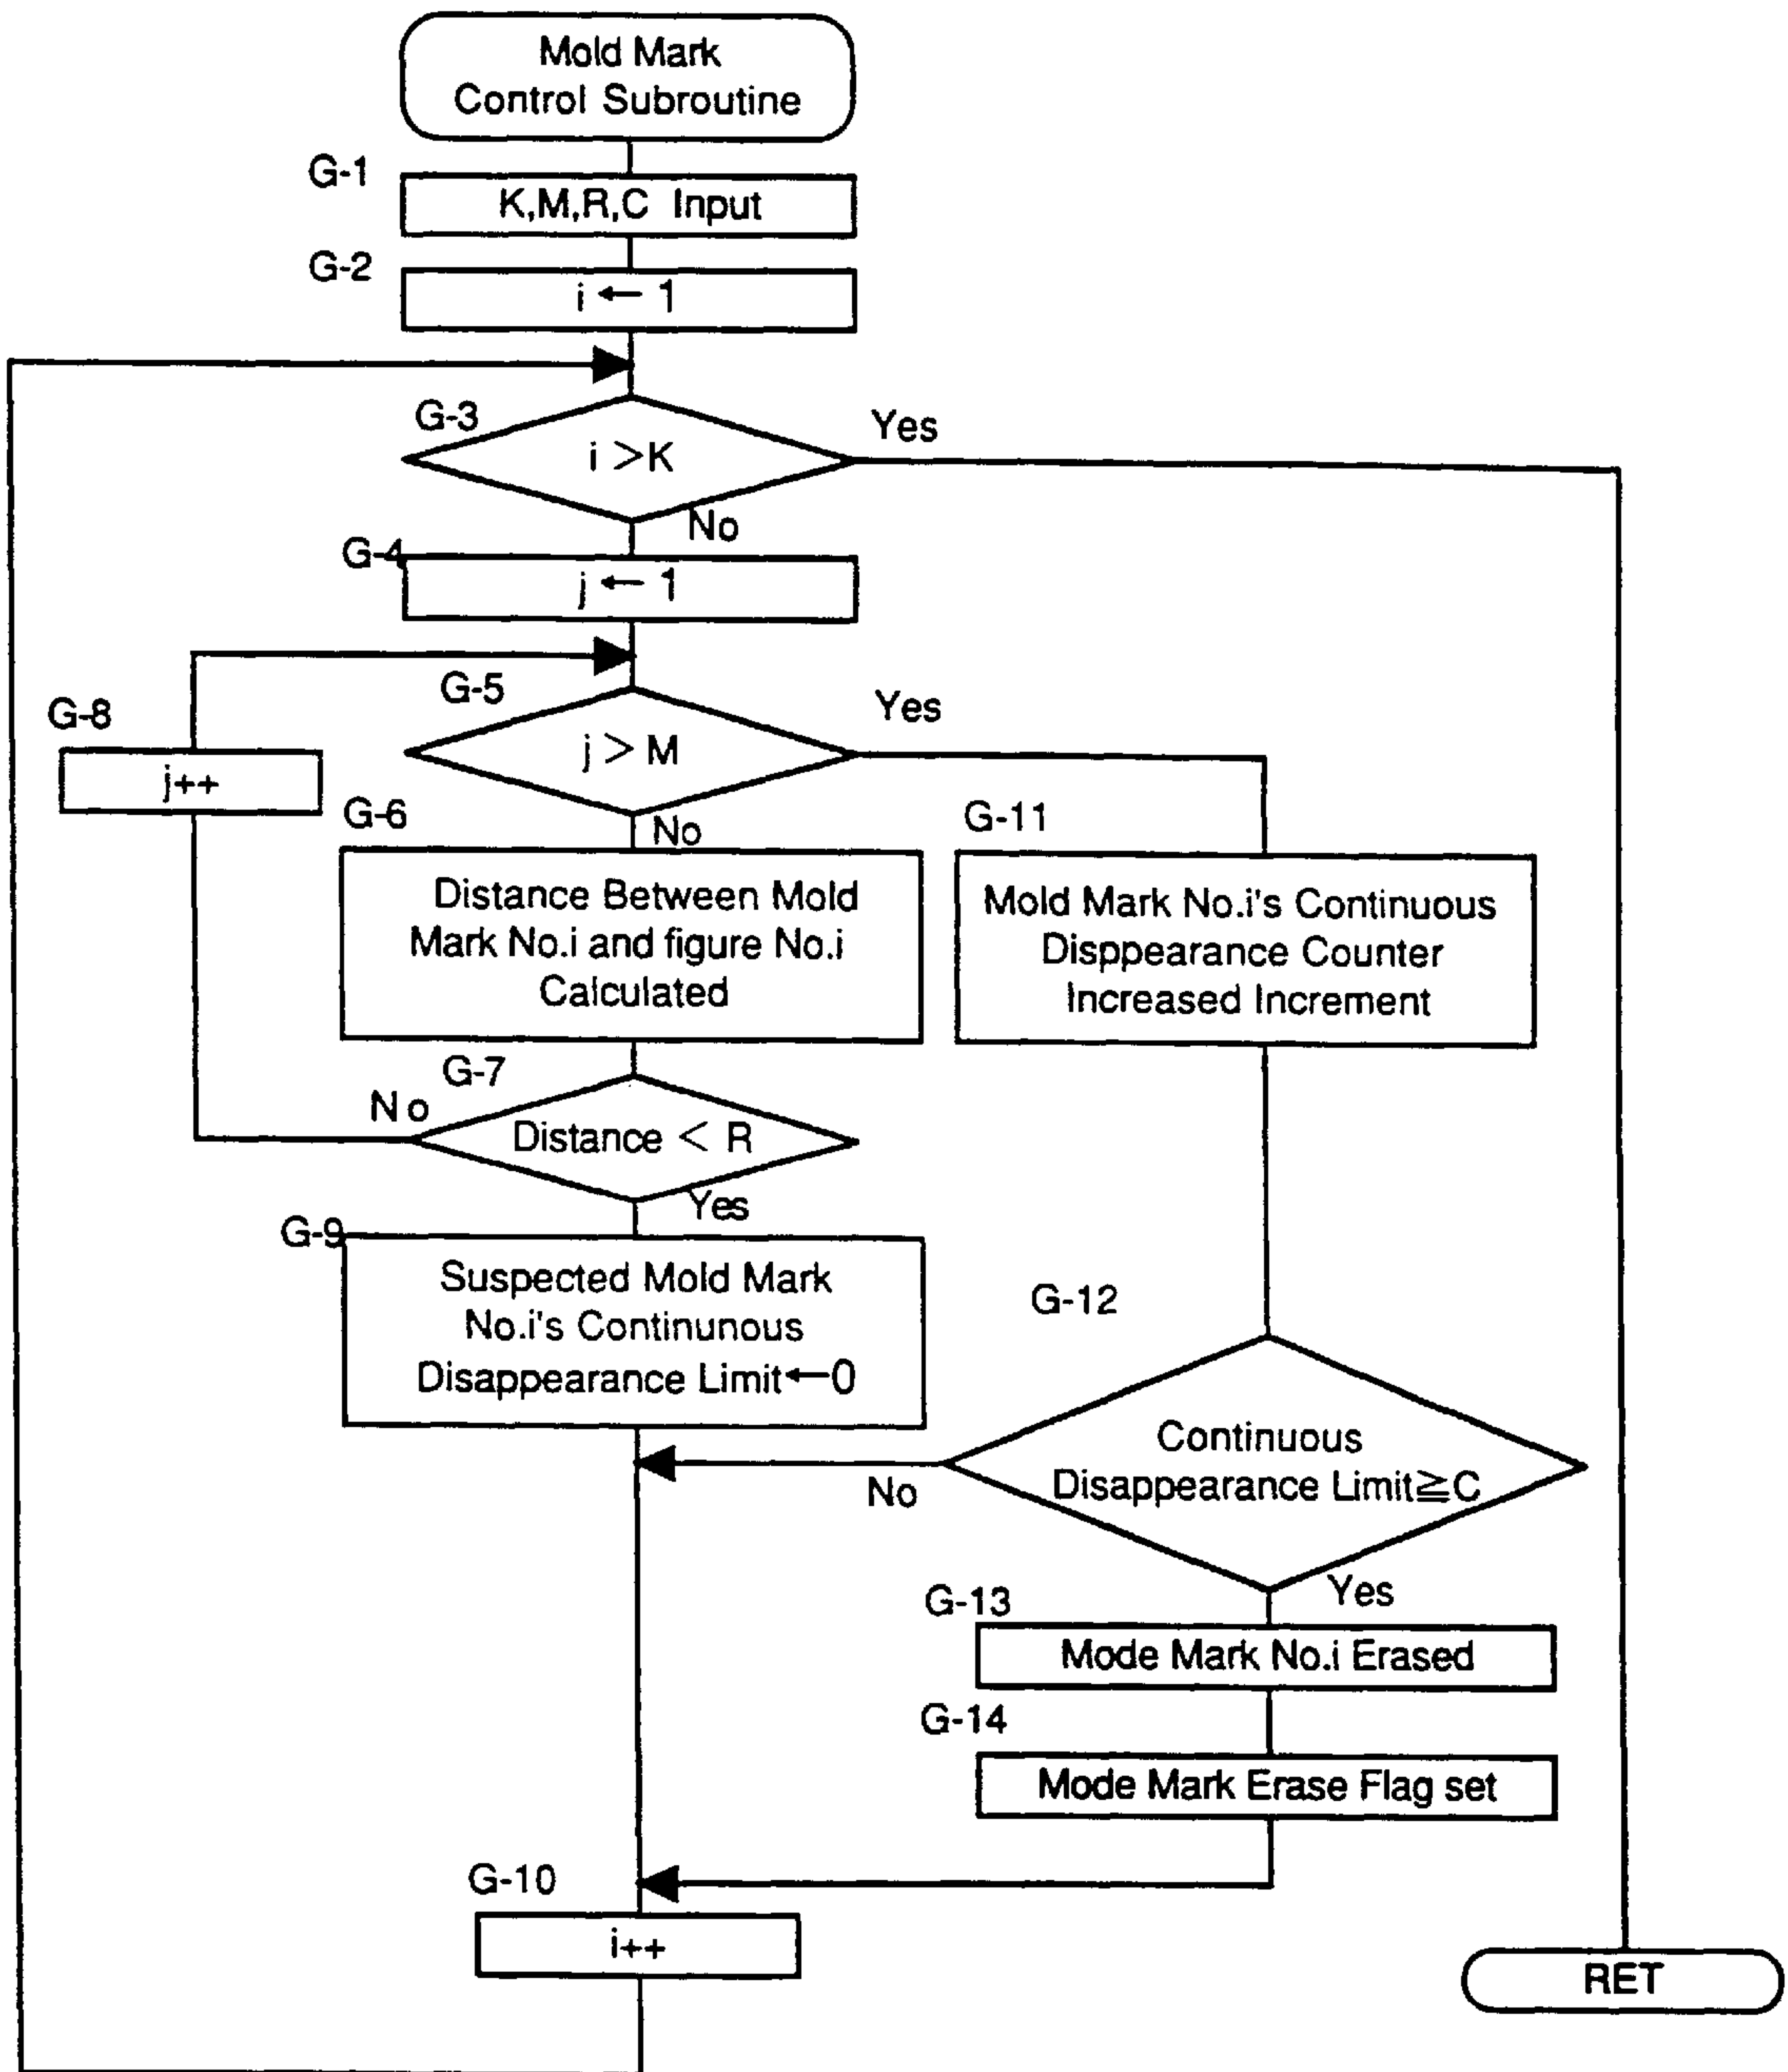 Mold Mark
Control Subroutine
G-1
K,M,R,C Input
G-2
i ← 1
G-3
i >K
Yes
No
G-4
j ← 1
G-5
j > M
Yes
No
G-8
j++
G-6
Distance Between Mold
Mark No.i and figure No.i
Calculated
G-11
Mold Mark No.i's Continuous
Disppearance Counter
Increased Increment
G-7
No
Distance < R
Yes
G-9
Suspected Mold Mark
No.i's Continunous
Disappearance Limit←0
G-12
Continuous
Disappearance Limit≧C
No
Yes
G-13
Mode Mark No.i Erased
G-14
Mode Mark Erase Flag set
G-10
i++
RET